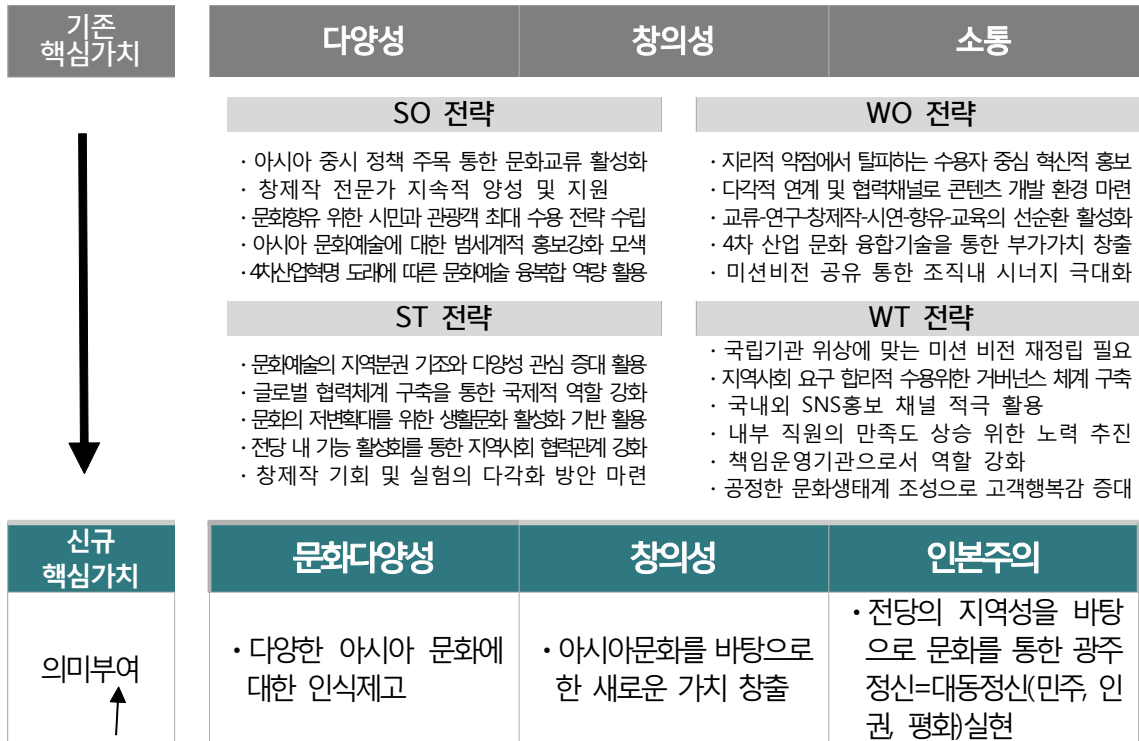 기존
핵심가치
다양성
창의성
소통
SO 전략
· 아시아 중시 정책 주목 통한 문화교류 활성화
· 창제작 전문가 지속적 양성 및 지원
· 문화향유 위한 시민과 관광객 최대 수용 전략 수립
· 아시아 문화예술에 대한 범세계적 홍보강화 모색
· 4차산업혁명 도래에 따른 문화예술 융복합 역량 활용
WO 전략
· 지리적 약점에서 탈피하는 수용자 중심 혁신적 홍보
· 다각적 연계 및 협력채널로 콘텐츠 개발 환경 마련
· 교류-연구-창제작-시연-향유-교육의 선순환 활성화
· 4차 산업 문화 융합기술을 통한 부가가치 창출
· 미션비전 공유 통한 조직내 시너지 극대화
ST 전략
· 문화예술의 지역분권 기조와 다양성 관심 증대 활용
· 글로벌 협력체계 구축을 통한 국제적 역할 강화
· 문화의 저변확대를 위한 생활문화 활성화 기반 활용
· 전당 내 기능 활성화를 통한 지역사회 협력관계 강화
· 창제작 기회 및 실험의 다각화 방안 마련
WT 전략
· 국립기관 위상에 맞는 미션 비전 재정립 필요
· 지역사회 요구 합리적 수용위한 거버넌스 체계 구축
· 국내외 SNS홍보 채널 적극 활용
· 내부 직원의 만족도 상승 위한 노력 추진
· 책임운영기관으로서 역할 강화
· 공정한 문화생태계 조성으로 고객행복감 증대
신규
핵심가치
문화다양성
창의성
인본주의
의미부여
· 다양한 아시아 문화에
대한 인식제고
· 아시아문화를 바탕으로
한 새로운 가치 창출
· 전당의 지역성을 바탕
으로 문화를 통한 광주
정신=대동정신(민주, 인
권, 평화)실현